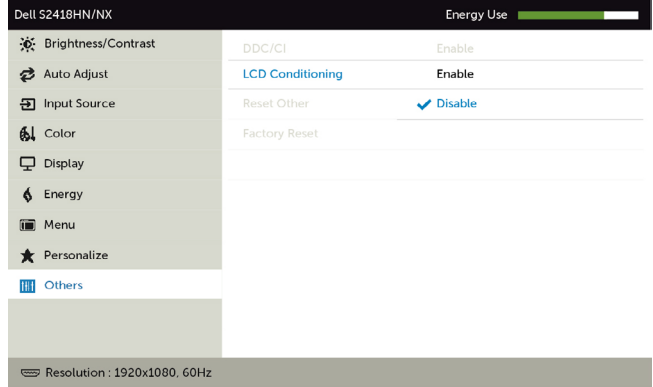 Dell S2418HN/NX Energy Use
Brightness/Contrast
Auto Adjust
Input Source
Color
Display
Energy
Menu
Personalize
Others
DDC/CI Enable
LCD Conditioning Enable
Reset Other Disable
Factory Reset
Resolution : 1920x1080, 60Hz